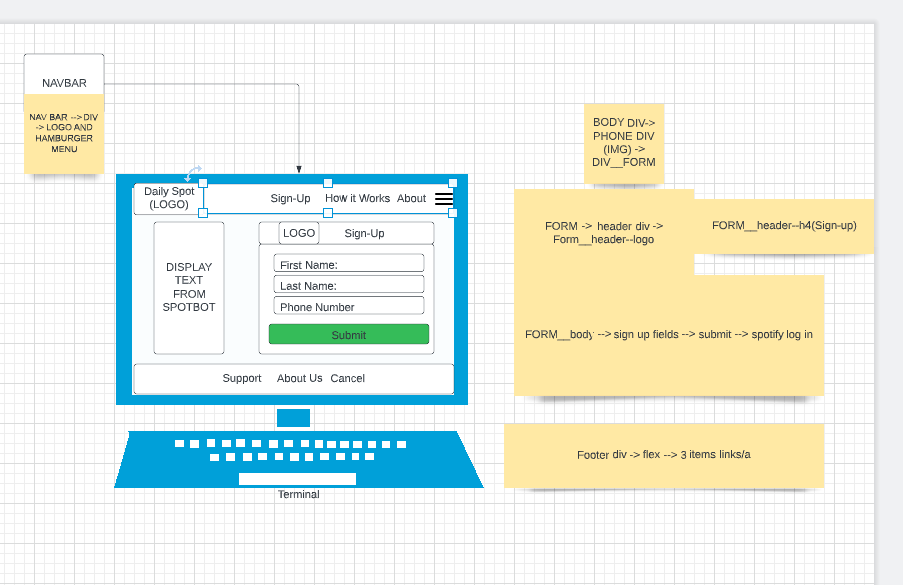 NAVBAR
NAV BAR -->DIV
-> LOGO AND
HAMBURGER
MENU
Daily Spot
(LOGO)
Sign-Up How it Works About
DISPLAY
TEXT
FROM
SPOTBOT
LOGO Sign-Up
First Name:
Last Name:
Phone Number
Submit
Support About Us Cancel
Terminal
BODY DIV->
PHONE DIV
(IMG) ->
DIV__FORM
FORM -> header div ->
Form__header--logo
FORM__header--h4(Sign-up)
FORM__body --> sign up fields --> submit --> spotify log in
Footer div -> flex --> 3 items links/a